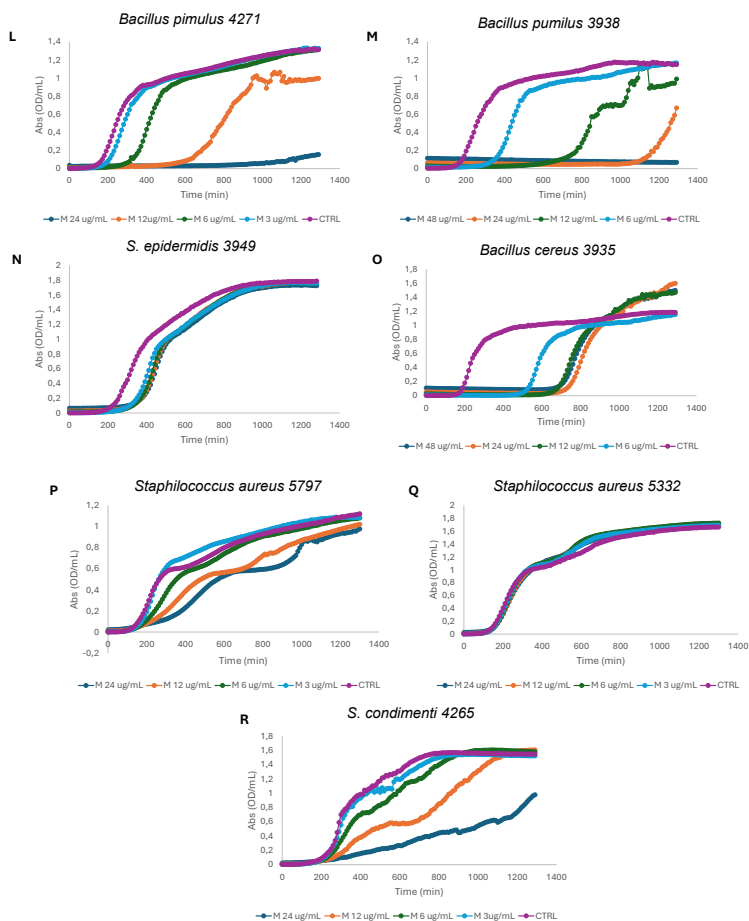 L
Bacillus pimulus 4271
Abs (OD/mL)
1,4
1,2
1
0,8
0,6
0,4
0,2
0
0 200 400 600 800 1000 1200 1400
Time (min)
M 24 ug/mL M 12ug/mL M 6 ug/mL M 3 ug/mL CTRL
M
Bacillus pumilus 3938
Abs (OD/mL)
1,4
1,2
1
0,8
0,6
0,4
0,2
0
0 200 400 600 800 1000 1200 1400
Time (min)
M 48 ug/mL M 24 ug/mL M 12 ug/mL M 6 ug/mL CTRL
N
S. epidermidis 3949
Abs (OD/mL)
2
1,8
1,6
1,4
1,2
1
0,8
0,6
0,4
0,2
0
0 200 400 600 800 1000 1200 1400
Time (min)
M 24 ug/mL M 12 ug/mL M 6 ug/mL M 3 ug/mL CTRL
O
Bacillus cereus 3935
Abs (OD/mL)
1,8
1,6
1,4
1,2
1
0,8
0,6
0,4
0,2
0
0 200 400 600 800 1000 1200 1400
Time (min)
M 48 ug/mL M 24 ug/mL M 12 ug/mL M 6 ug/mL CTRL
P
Staphilococcus aureus 5797
Abs (OD/mL)
1,2
1
0,8
0,6
0,4
0,2
0
-0,2
0 200 400 600 800 1000 1200 1400
Time (min)
M 24 ug/mL M 12 ug/mL M 6 ug/mL M 3 ug/mL CTRL
Q
Staphilococcus aureus 5332
Abs (OD/mL)
2
1,8
1,6
1,4
1,2
1
0,8
0,6
0,4
0,2
0
0 200 400 600 800 1000 1200 1400
Time (min)
M 24 ug/mL M 12 ug/mL M 6 ug/mL M 3 ug/mL CTRL
R
S. condimenti 4265
Abs (OD/mL)
1,8
1,6
1,4
1,2
1
0,8
0,6
0,4
0,2
0
0 200 400 600 800 1000 1200 1400
Time (min)
M 24 ug/mL M 12 ug/mL M 6 ug/mL M 3ug/mL CTRL